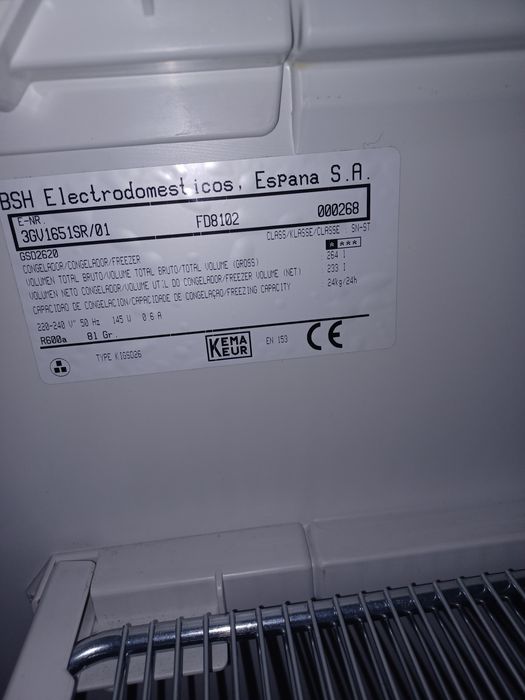 BSH Electrodomesticos, Espana S.A.
E-NR.
3GV1651SR/01 FD8102 000268
GSD2620 CLASS/KLASSE/CLASSE : SN-ST
CONGELADOR/CONGELADOR/FREEZER
VOLUMEN TOTAL BRUTO/VOLUME TOTAL BRUTO/TOTAL VOLUME (GROSS) 264 l
VOLUMEN NETO CONGELADOR/VOLUME UTIL DO CONGELADOR/FREEZER VOLUME (NET) 233 l
CAPACIDAD DE CONGELACION/CAPACIDADE DE CONGELAÇAO/FREEZING CAPACITY 24kg/24h
220-240 V~ 50 Hz 145 W 0.6 A
R600a 81 Gr.
TYPE KIGSD26 KEMA KEUR EN 153 CE